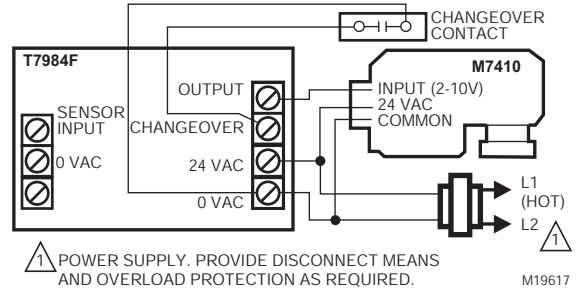 CHANGEOVER
CONTACT
T7984F
M7410
OUTPUT
INPUT (2-10V)
24 VAC
COMMON
SENSOR
INPUT
CHANGEOVER
0 VAC
24 VAC
0 VAC
L1
(HOT)
L2
1
1 POWER SUPPLY. PROVIDE DISCONNECT MEANS
AND OVERLOAD PROTECTION AS REQUIRED.
M19617